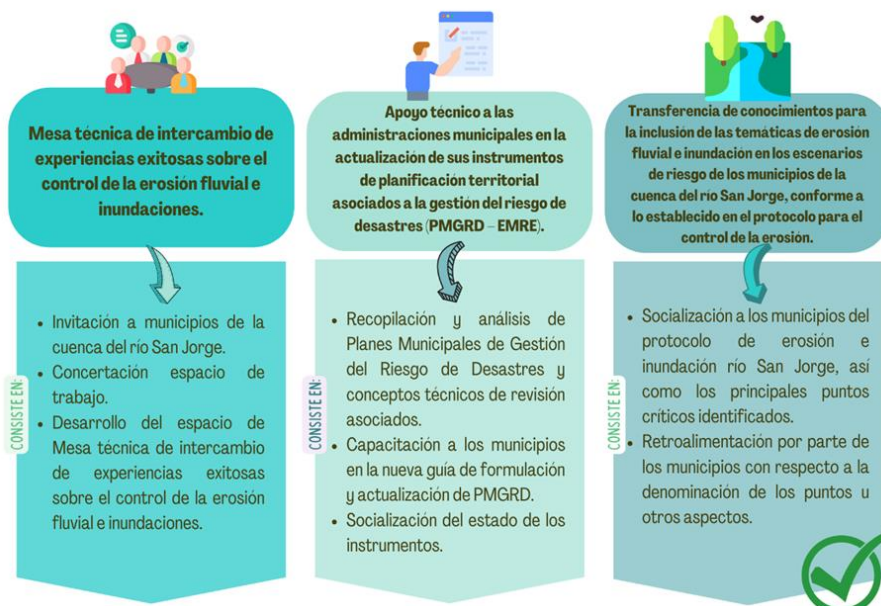 Mesa técnica de intercambio de
experiencias exitosas sobre el
control de la erosión fluvial e
inundaciones.
CONSISTE EN:
• Invitación a municipios de la
cuenca del río San Jorge.
• Concertación espacio de
trabajo.
• Desarrollo del espacio de
Mesa técnica de intercambio
de experiencias exitosas
sobre el control de la erosión
fluvial e inundaciones.
Apoyo técnico a las
administraciones municipales en la
actualización de sus instrumentos
de planificación territorial
asociados a la gestión del riesgo de
desastres (PMGRD – EMRE).
CONSISTE EN:
• Recopilación y análisis de
Planes Municipales de Gestión
del Riesgo de Desastres y
conceptos técnicos de revisión
asociados.
• Capacitación a los municipios
en la nueva guía de formulación
y actualización de PMGRD.
• Socialización del estado de los
instrumentos.
Transferencia de conocimientos para
la inclusión de las temáticas de erosión
fluvial e inundación en los escenarios
de riesgo de los municipios de la
cuenca del río San Jorge, conforme a
lo establecido en el protocolo para el
control de la erosión.
CONSISTE EN:
• Socialización a los municipios del
protocolo de erosión e
inundación río San Jorge, así
como los principales puntos
críticos identificados.
• Retroalimentación por parte de
los municipios con respecto a la
denominación de los puntos u
otros aspectos.